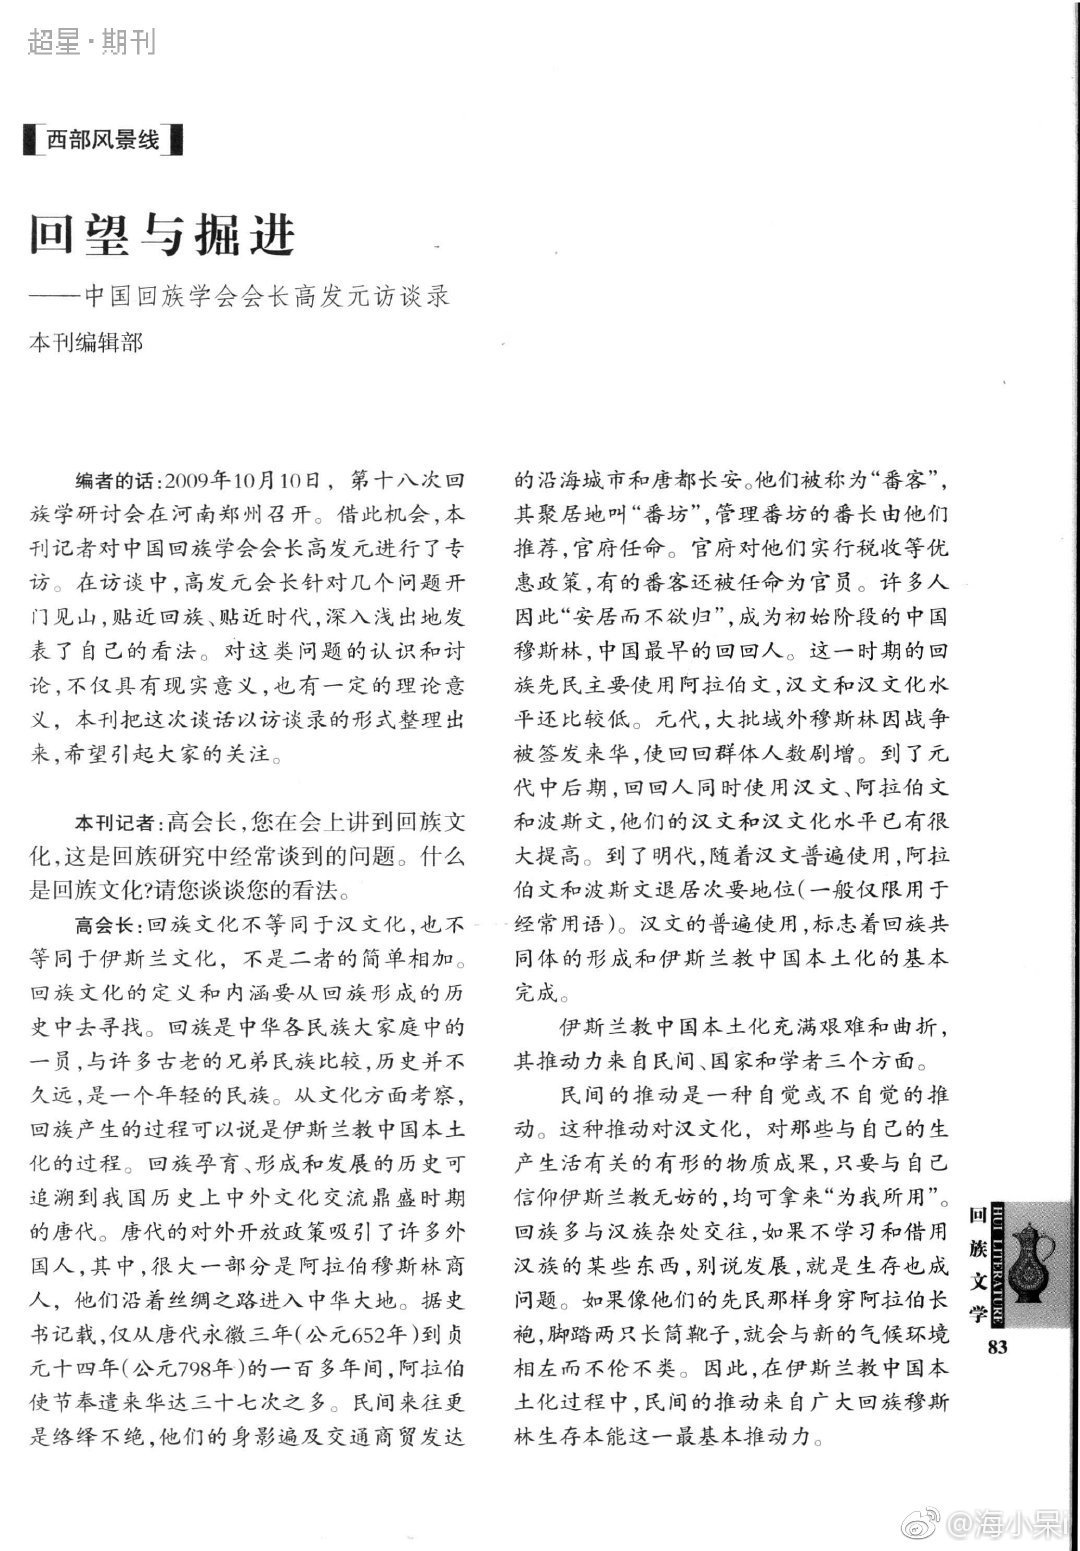 超星·期刊
西部风景线
回望与掘进
——中国回族学会会长高发元访谈录
本刊编辑部
编者的话:2009年10月10日，第十八次回
族学研讨会在河南郑州召开。借此机会,本
刊记者对中国回族学会会长高发元进行了专
访。在访谈中,高发元会长针对几个问题开
门见山,贴近回族、贴近时代,深入浅出地发
表了自己的看法。对这类问题的认识和讨
论,不仅具有现实意义,也有一定的理论意
义，本刊把这次谈话以访谈录的形式整理出
来,希望引起大家的关注。
本刊记者:高会长,您在会上讲到回族文
化,这是回族研究中经常谈到的问题。什么
是回族文化?请您谈谈您的看法。
高会长:回族文化不等同于汉文化,也不
等同于伊斯兰文化，不是二者的简单相加。
回族文化的定义和内涵要从回族形成的历
史中去寻找。回族是中华各民族大家庭中的
一员,与许多古老的兄弟民族比较,历史并不
久远,是一个年轻的民族。从文化方面考察,
回族产生的过程可以说是伊斯兰教中国本土
化的过程。回族孕育、形成和发展的历史可
追溯到我国历史上中外文化交流鼎盛时期
的唐代。唐代的对外开放政策吸引了许多外
国人,其中,很大一部分是阿拉伯穆斯林商
人，他们沿着丝绸之路进入中华大地。据史
书记载,仅从唐代永徽三年(公元652年)到贞
元十四年(公元798年)的一百多年间,阿拉伯
使节奉遣来华达三十七次之多。民间来往更
是络绎不绝,他们的身影遍及交通商贸发达
的沿海城市和唐都长安。他们被称为“番客”,
其聚居地叫“番坊”,管理番坊的番长由他们
推荐,官府任命。官府对他们实行税收等优
惠政策,有的番客还被任命为官员。许多人
因此“安居而不欲归”,成为初始阶段的中国
穆斯林,中国最早的回回人。这一时期的回
族先民主要使用阿拉伯文,汉文和汉文化水
平还比较低。元代,大批域外穆斯林因战争
被签发来华,使回回群体人数剧增。到了元
代中后期,回回人同时使用汉文、阿拉伯文
和波斯文,他们的汉文和汉文化水平已有很
大提高。到了明代,随着汉文普遍使用,阿拉
伯文和波斯文退居次要地位(一般仅限用于
经常用语)。汉文的普遍使用,标志着回族共
同体的形成和伊斯兰教中国本土化的基本
完成。
伊斯兰教中国本土化充满艰难和曲折,
其推动力来自民间、国家和学者三个方面。
民间的推动是一种自觉或不自觉的推
动。这种推动对汉文化，对那些与自己的生
产生活有关的有形的物质成果,只要与自己
信仰伊斯兰教无妨的,均可拿来“为我所用”。
回族多与汉族杂处交往,如果不学习和借用
汉族的某些东西,别说发展,就是生存也成
问题。如果像他们的先民那样身穿阿拉伯长
袍,脚踏两只长筒靴子,就会与新的气候环境
相左而不伦不类。因此,在伊斯兰教中国本
土化过程中,民间的推动来自广大回族穆斯
林生存本能这一最基本推动力。
回族文学
HUI LITERATURE
83
@海小呆